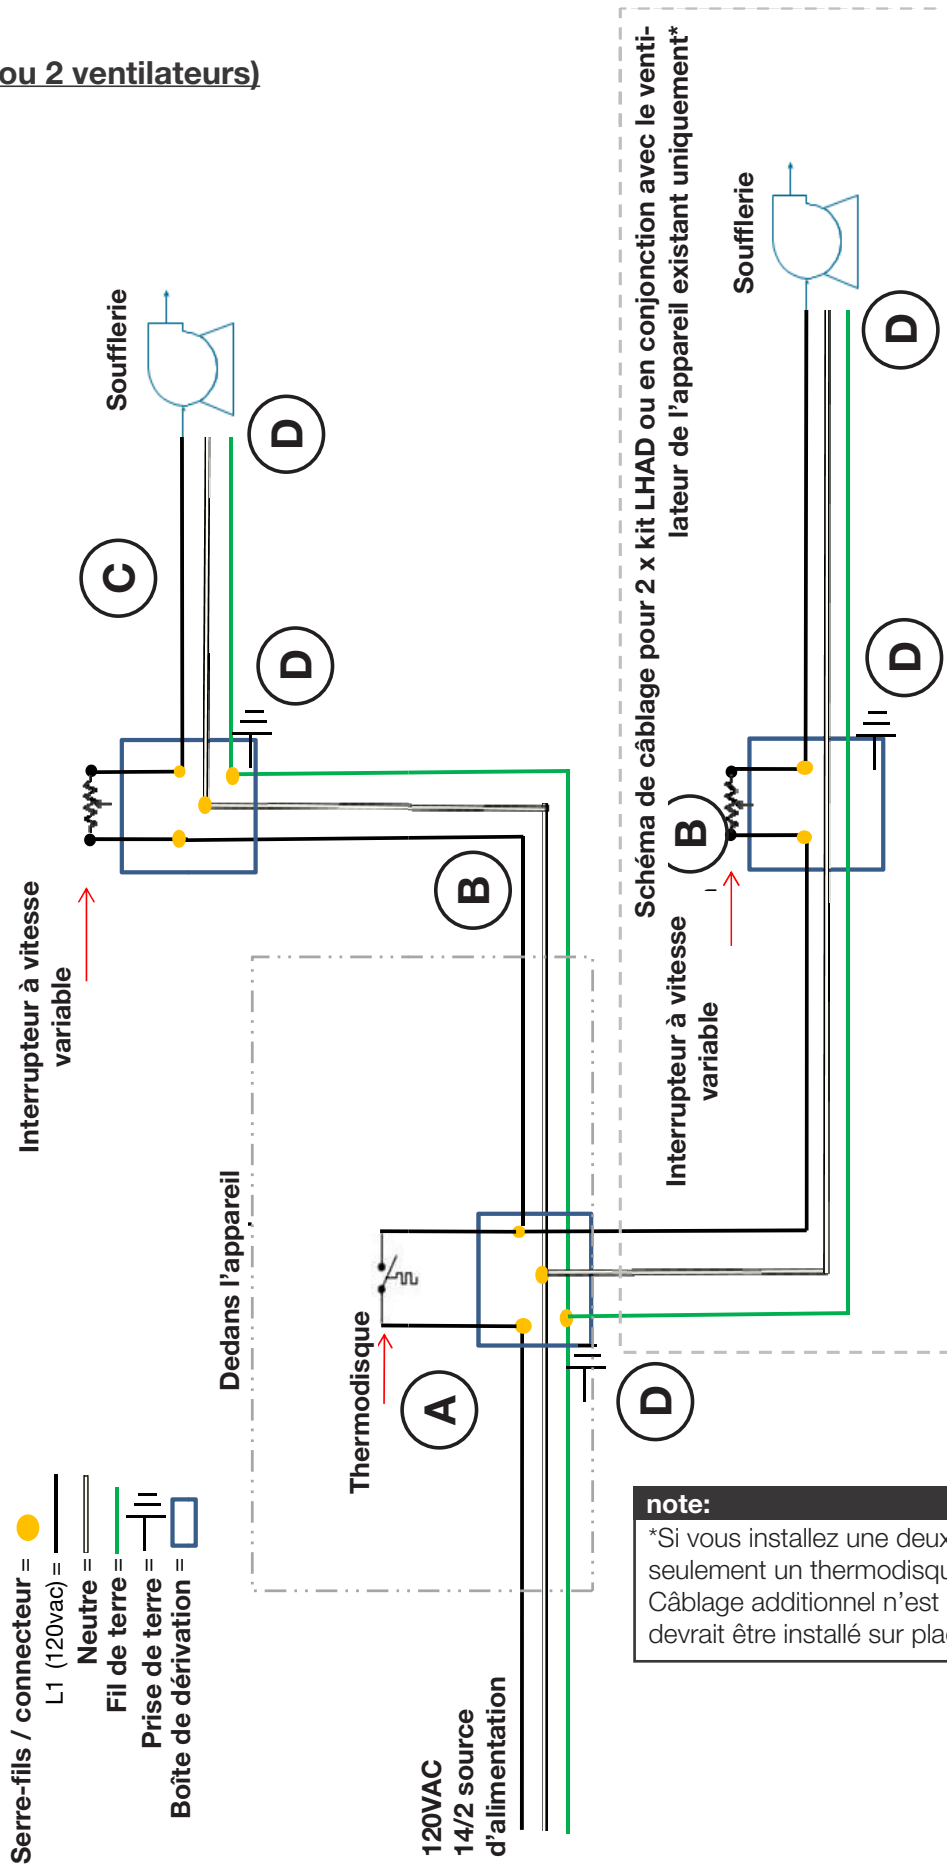 ou 2 ventilateurs)
Soufflerie
C
D
D
Interrupteur à vitesse
variable
B
Dedans l'appareil
Thermodisque
A
D
Schéma de câblage pour 2 x kit LHAD ou en conjonction avec le venti-
lateur de l'appareil existant uniquement*
Soufflerie
D
D
B
Interrupteur à vitesse
variable
Serre-fils / connecteur =
L1 (120vac) =
Neutre =
Fil de terre =
Prise de terre =
Boîte de dérivation =
120VAC
14/2 source
d'alimentation
note:
*Si vous installez une deux
seulement un thermodisqu
Câblage additionnel n'est
devrait être installé sur pla